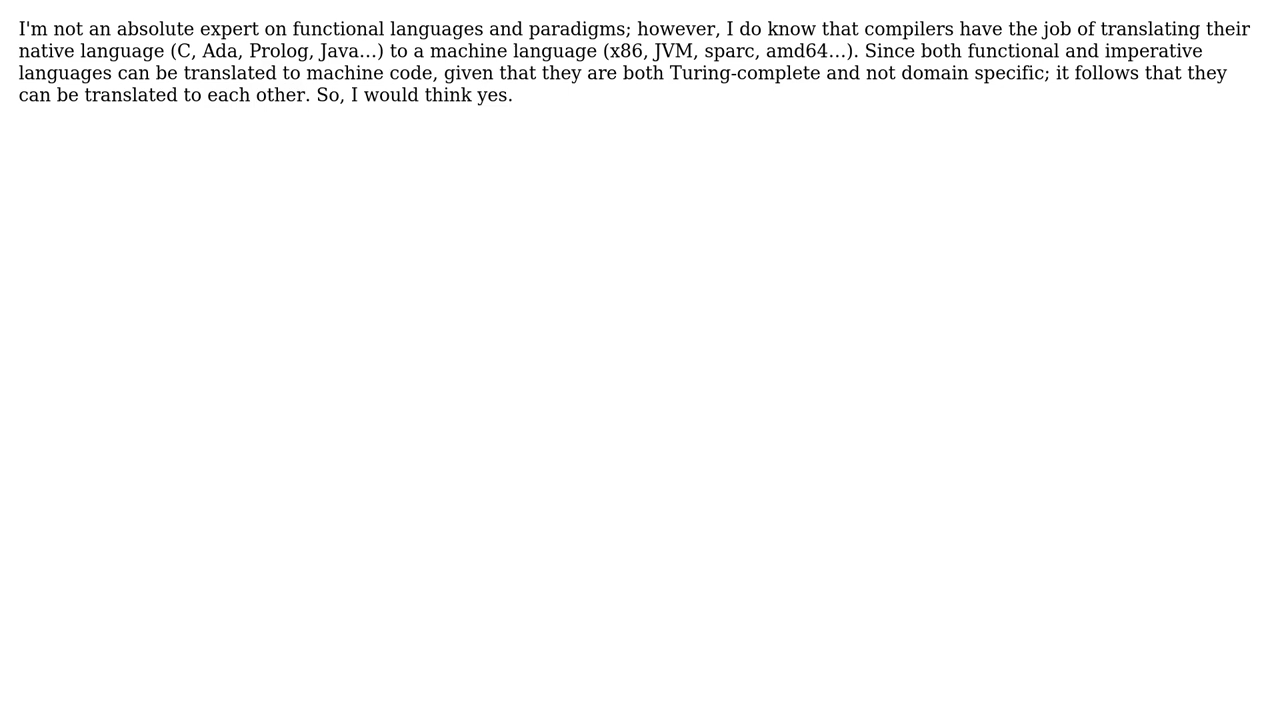 I'm not an absolute expert on functional languages and paradigms; however, I do know that compilers have the job of translating their
native language (C, Ada, Prolog, Java...) to a machine language (x86, JVM, sparc, amd64...). Since both functional and imperative
languages can be translated to machine code, given that they are both Turing-complete and not domain specific; it follows that they
can be translated to each other. So, I would think yes.